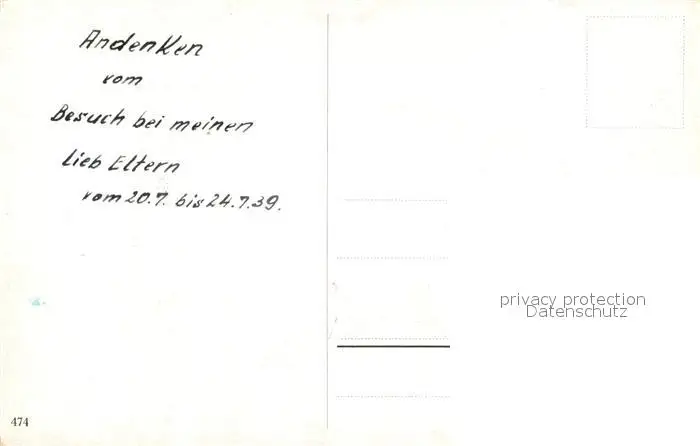 Andenken
vom
Besuch bei meinen
Lieb Eltern
vom 20.7. bis 24.7.39.
privacy protection
Datenschutz
474